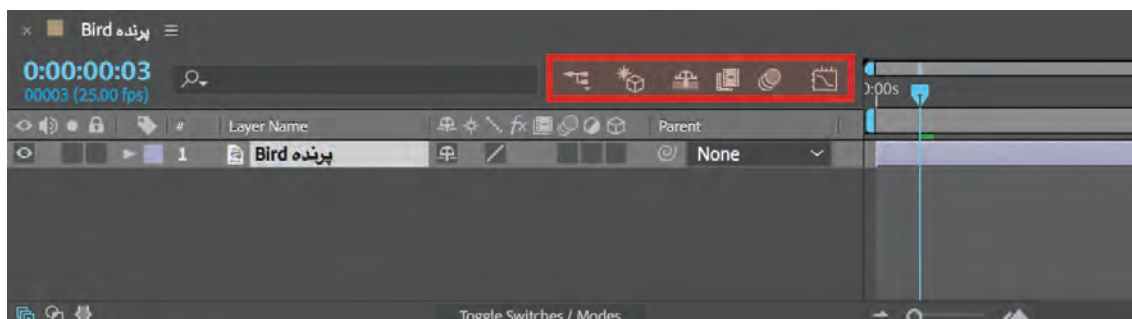 Bird پرنده
0:00:00:03
00003 (25.00 fps)
):00s
# Layer Name fx Parent
1 Bird پرنده None
Toggle Switches / Modes